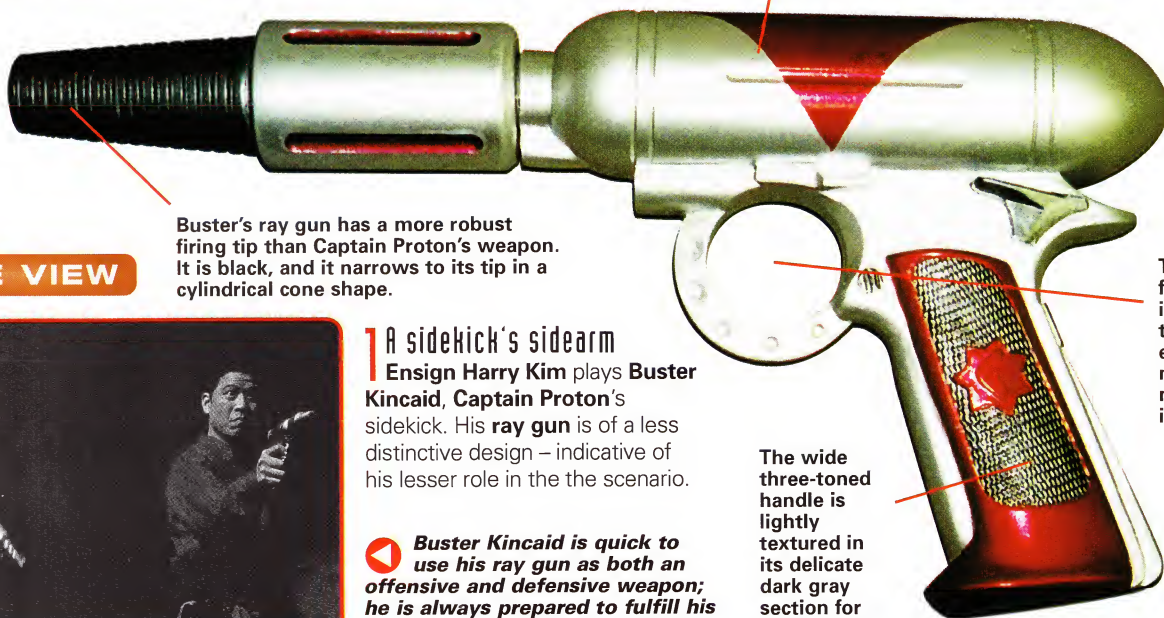 Buster's ray gun has a more robust
firing tip than Captain Proton's weapon.
It is black, and it narrows to its tip in a
cylindrical cone shape.
VIEW
1 A sidekick's sidearm
Ensign Harry Kim plays Buster
Kincaid, Captain Proton's
sidekick. His ray gun is of a less
distinctive design – indicative of
his lesser role in the the scenario.
Buster Kincaid is quick to
use his ray gun as both an
offensive and defensive weapon;
he is always prepared to fulfill his
The wide
three-toned
handle is
lightly
textured in
its delicate
dark gray
section for